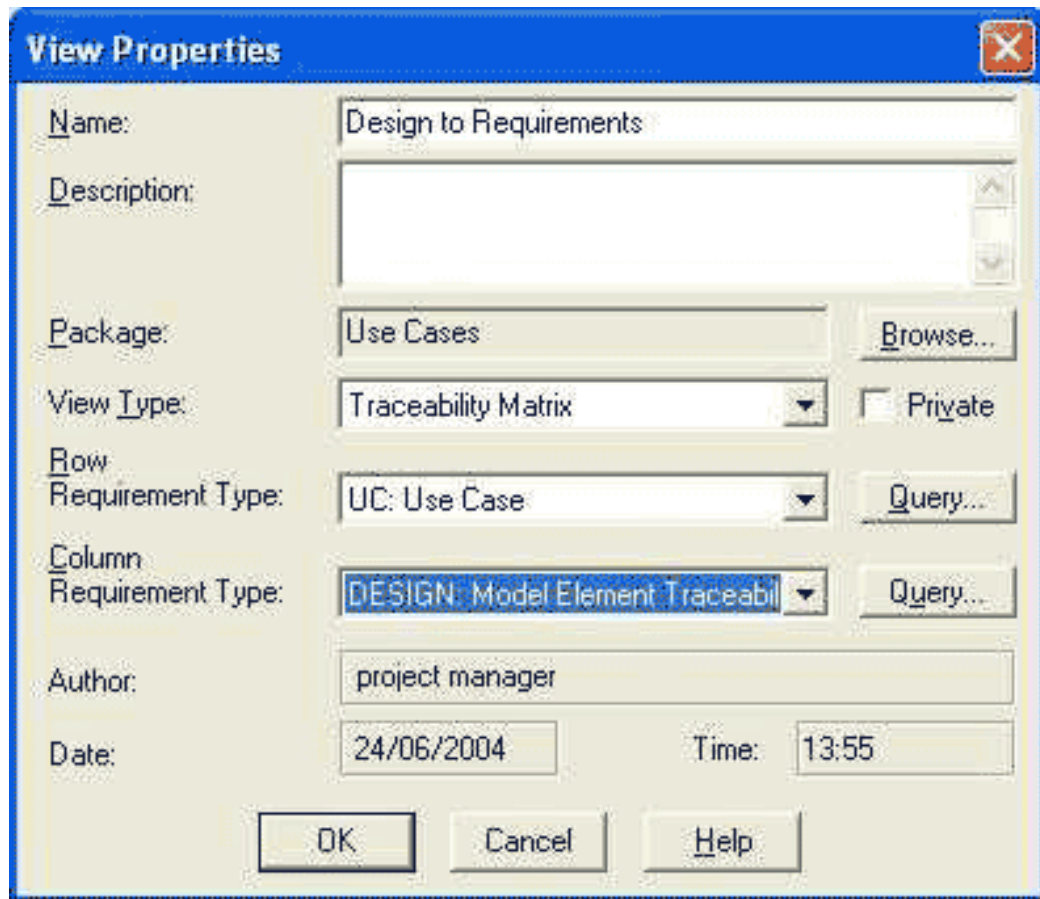 View Properties
Name: Design to Requirements
Description:
Package: Use Cases Browse...
View Type: Traceability Matrix Private
Row
Requirement Type: UC: Use Case Query...
Column
Requirement Type: DESIGN: Model Element Traceabil Query...
Author: project manager
Date: 24/06/2004 Time: 13:55
OK Cancel Help